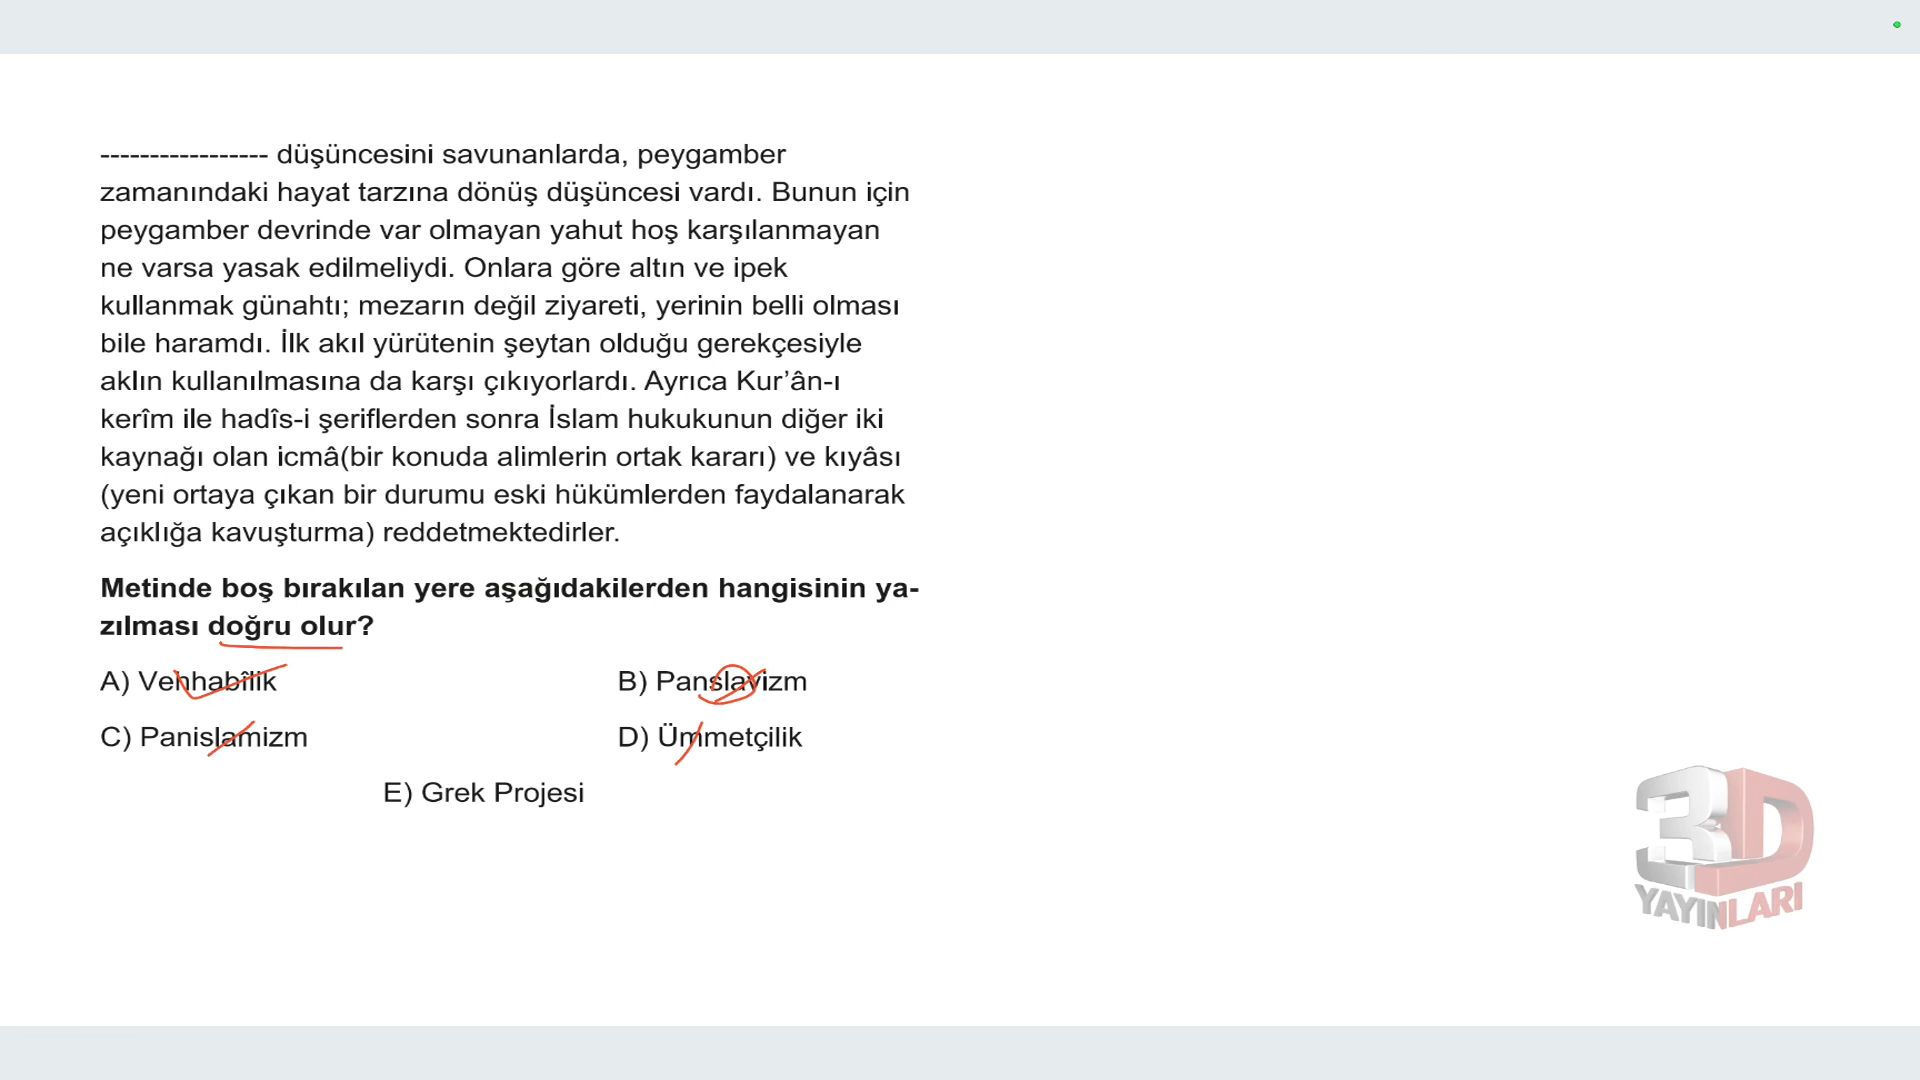 ----------------- düşüncesini savunanlarda, peygamber
zamanındaki hayat tarzına dönüş düşüncesi vardı. Bunun için
peygamber devrinde var olmayan yahut hoş karşılanmayan
ne varsa yasak edilmeliydi. Onlara göre altın ve ipek
kullanmak günahtı; mezarın değil ziyareti, yerinin belli olması
bile haramdı. İlk akıl yürütenin şeytan olduğu gerekçesiyle
aklın kullanılmasına da karşı çıkıyorlardı. Ayrıca Kur’ân-ı
kerîm ile hadîs-i şeriflerden sonra İslam hukukunun diğer iki
kaynağı olan icmâ(bir konuda alimlerin ortak kararı) ve kıyâsı
(yeni ortaya çıkan bir durumu eski hükümlerden faydalanarak
açıklığa kavuşturma) reddetmektedirler.
Metinde boş bırakılan yere aşağıdakilerden hangisinin ya-
zılması doğru olur?
A) Vehhabîlik
B) Panslavizm
C) Panislamizm
D) Ümmetçilik
E) Grek Projesi
3D
YAYINLARI